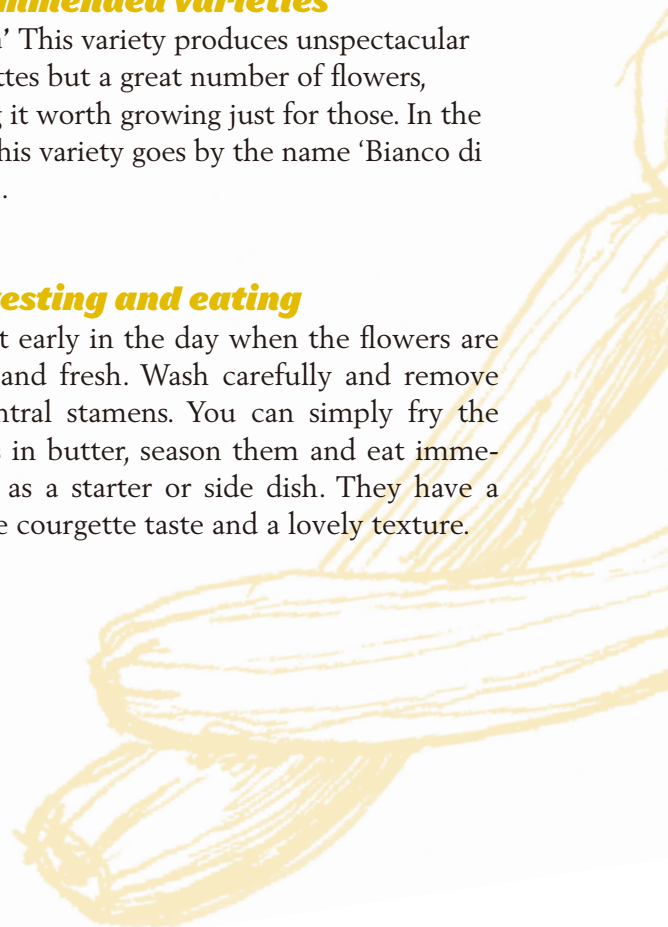 mmended varieties
’ This variety produces unspectacular
ttes but a great number of flowers,
g it worth growing just for those. In the
his variety goes by the name ‘Bianco di
.
esting and eating
t early in the day when the flowers are
and fresh. Wash carefully and remove
ntral stamens. You can simply fry the
s in butter, season them and eat imme-
as a starter or side dish. They have a
e courgette taste and a lovely texture.